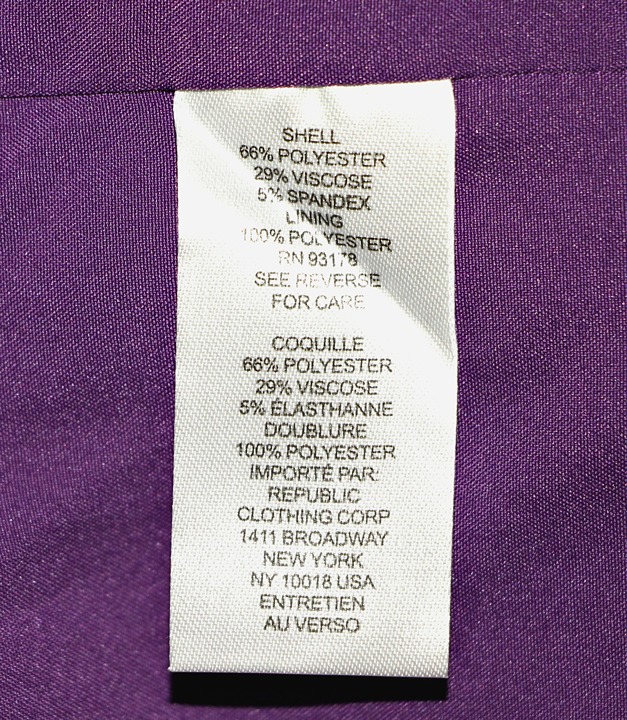 SHELL
66% POLYESTER
29% VISCOSE
5% SPANDEX
LINING
100% POLYESTER
RN 93178
SEE REVERSE
FOR CARE
COQUILLE
66% POLYESTER
29% VISCOSE
5% ÉLASTHANNE
DOUBLURE
100% POLYESTER
IMPORTÉ PAR:
REPUBLIC
CLOTHING CORP
1411 BROADWAY
NEW YORK
NY 10018 USA
ENTRETIEN
AU VERSO